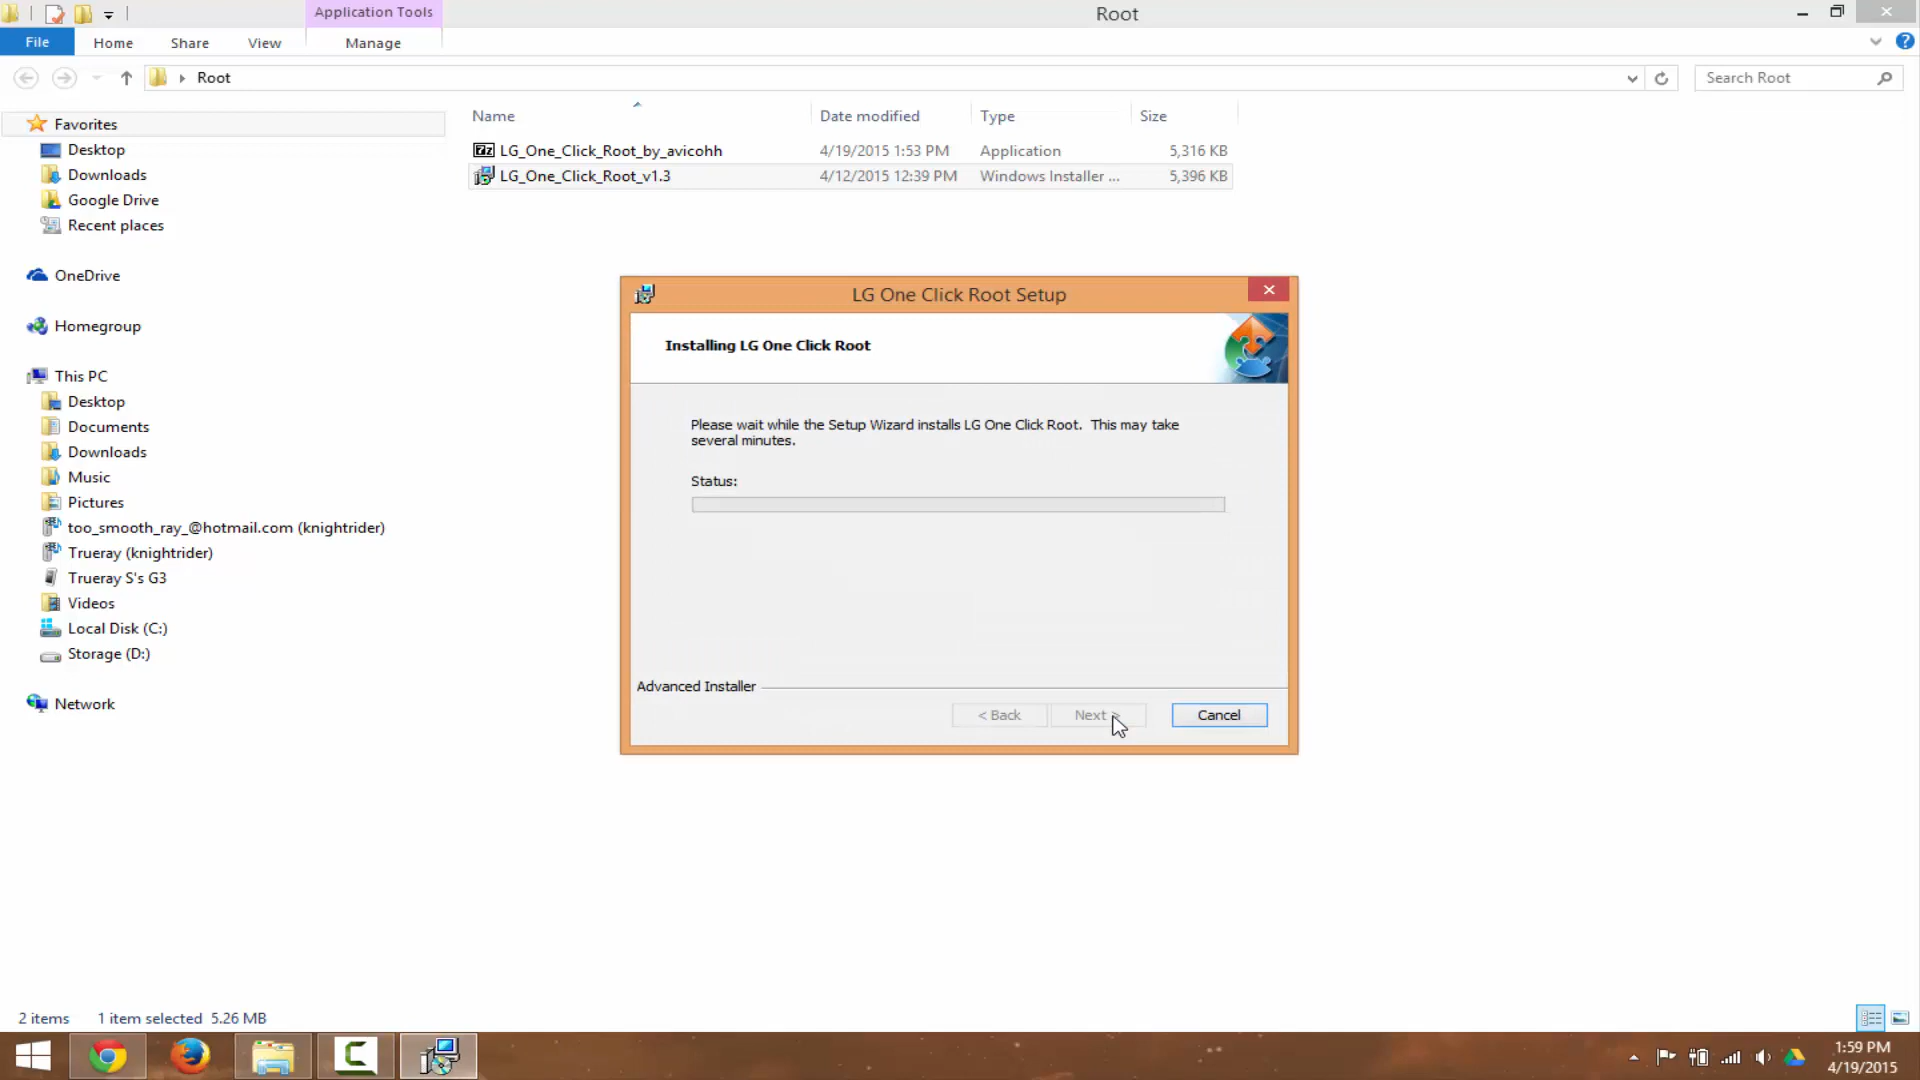 Application Tools
Root
File
Home
Share
View
Manage
Root
Search Root
Name
Date modified
Type
Size
Favorites
Desktop
Downloads
Google Drive
Recent places
OneDrive
Homegroup
This PC
Desktop
Documents
Downloads
Music
Pictures
too_smooth_ray_@hotmail.com (knightrider)
Trueray (knightrider)
Trueray S's G3
Videos
Local Disk (C:)
Storage (D:)
Network
LG_One_Click_Root_by_avicohh 4/19/2015 1:53 PM Application 5,316 KB
LG_One_Click_Root_v1.3 4/12/2015 12:39 PM Windows Installer ... 5,396 KB
LG One Click Root Setup
Installing LG One Click Root
Please wait while the Setup Wizard installs LG One Click Root. This may take
several minutes.
Status:
Advanced Installer
< Back
Next >
Cancel
2 items 1 item selected 5.26 MB
1:59 PM
4/19/2015